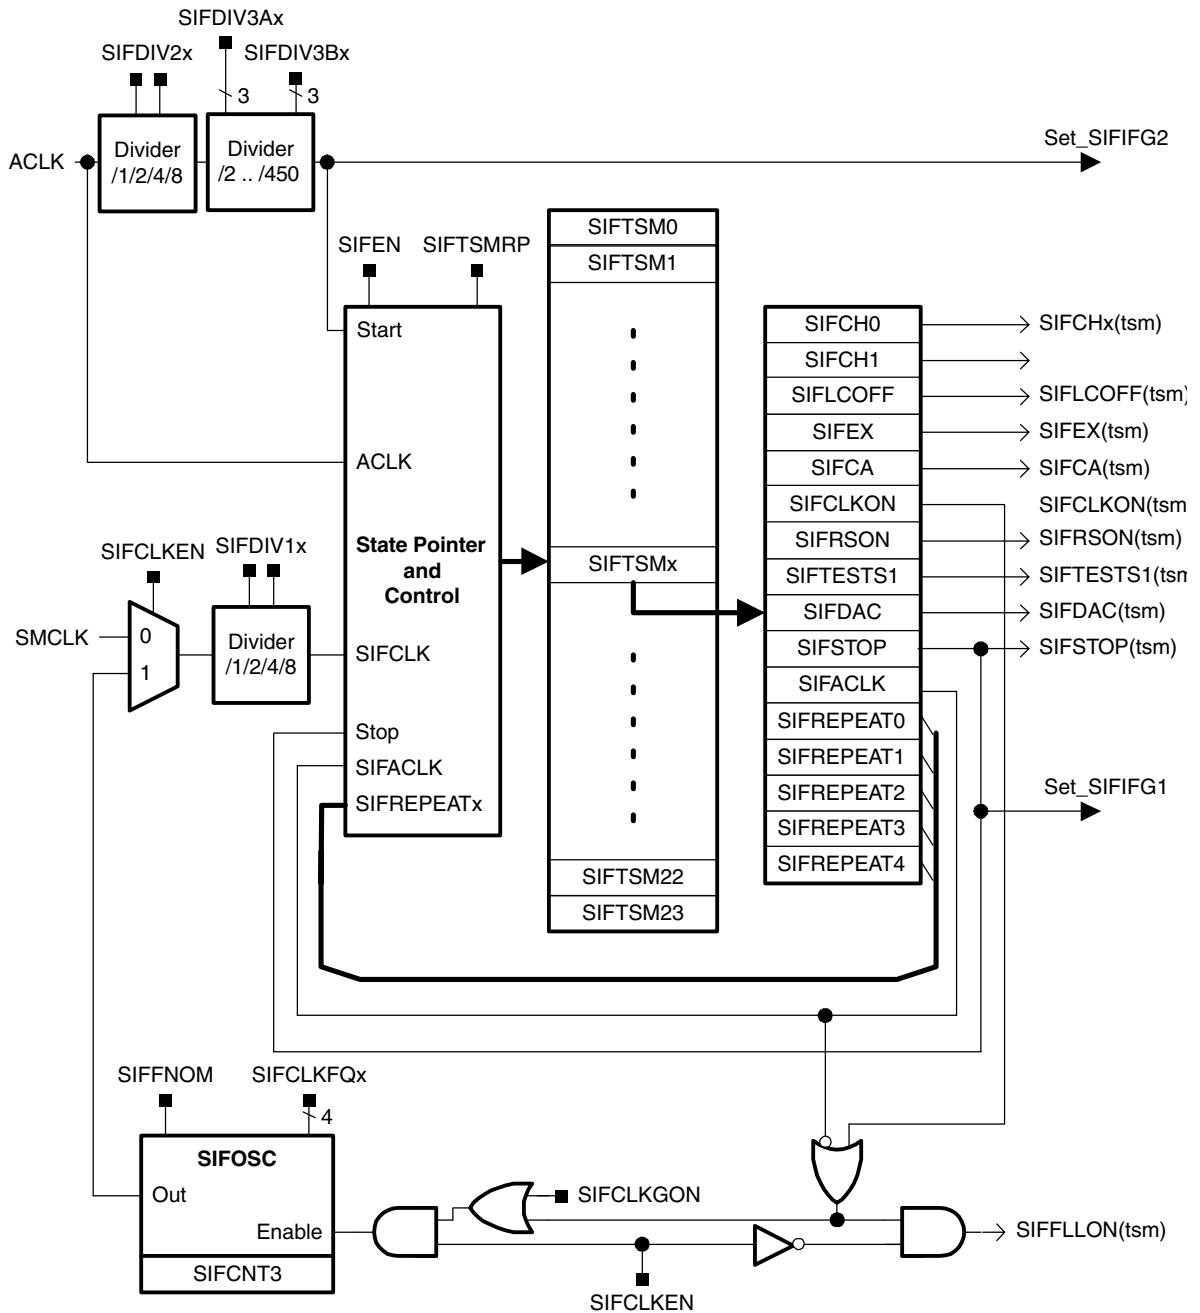 SIFDIV3Ax
SIFDIV2x
SIFDIV3Bx
3
3
ACLK
Divider
/1/2/4/8
Divider
/2 .. /450
Set_SIFIFG2
SIFEN
SIFTSMRP
SIFTSM0
SIFTSM1
Start
ACLK
State Pointer
and
Control
SIFCLK
Stop
SIFACLK
SIFREPEATx
SIFTSMx
SIFTSM22
SIFTSM23
SIFCH0
SIFCH1
SIFLCOFF
SIFEX
SIFCA
SIFCLKON
SIFRSON
SIFTESTS1
SIFDAC
SIFSTOP
SIFACLK
SIFREPEAT0
SIFREPEAT1
SIFREPEAT2
SIFREPEAT3
SIFREPEAT4
SIFCHx(tsm)
SIFLCOFF(tsm)
SIFEX(tsm)
SIFCA(tsm)
SIFCLKON(tsm
SIFRSON(tsm)
SIFTESTS1(tsm
SIFDAC(tsm)
SIFSTOP(tsm)
Set_SIFIFG1
SIFCLKEN
SIFDIV1x
SMCLK
0
1
Divider
/1/2/4/8
SIFFNOM
SIFCLKFQx
4
SIFOSC
Out
Enable
SIFCNT3
SIFCLKGON
SIFCLKEN
SIFFLLON(tsm)